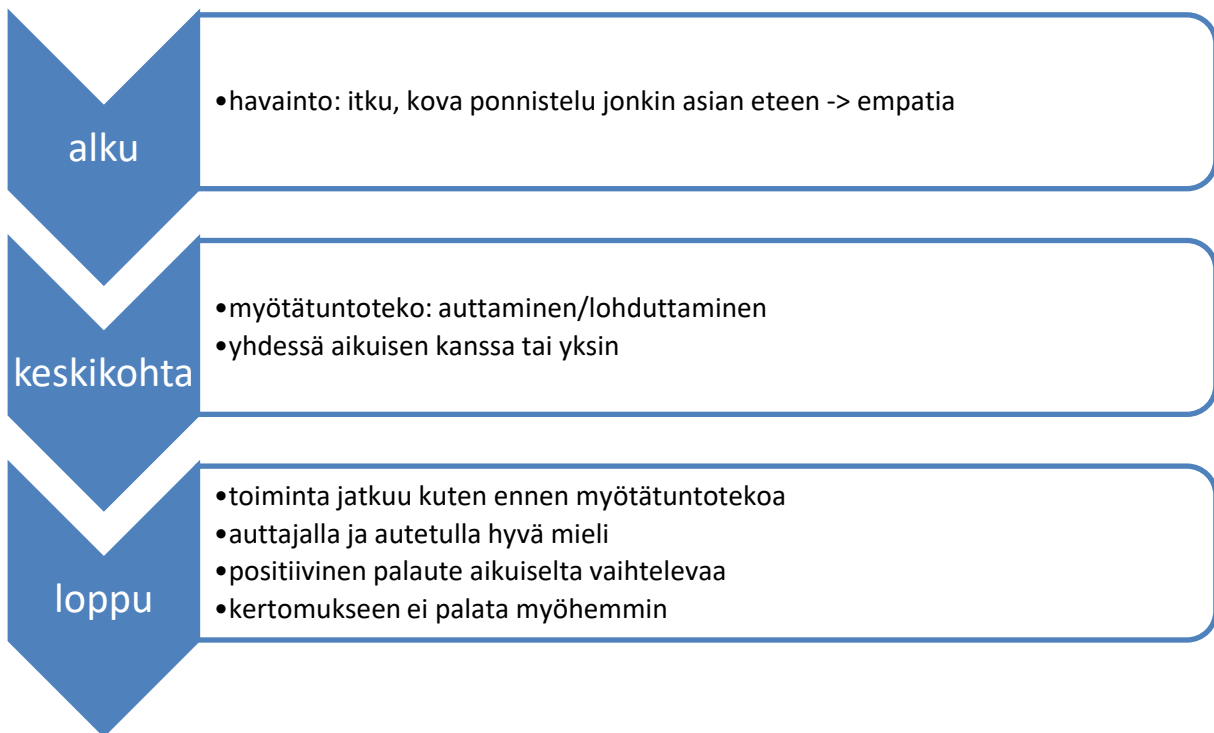 alku
•havainto: itku, kova ponnistelu jonkin asian eteen -> empatia
keskikohta
•myötätuntoteko: auttaminen/lohduttaminen
•yhdessä aikuisen kanssa tai yksin
loppu
•toiminta jatkuu kuten ennen myötätuntotekoa
•auttajalla ja autetulla hyvä mieli
•positiivinen palaute aikuiselta vaihtelevaa
•kertomukseen ei palata myöhemmin